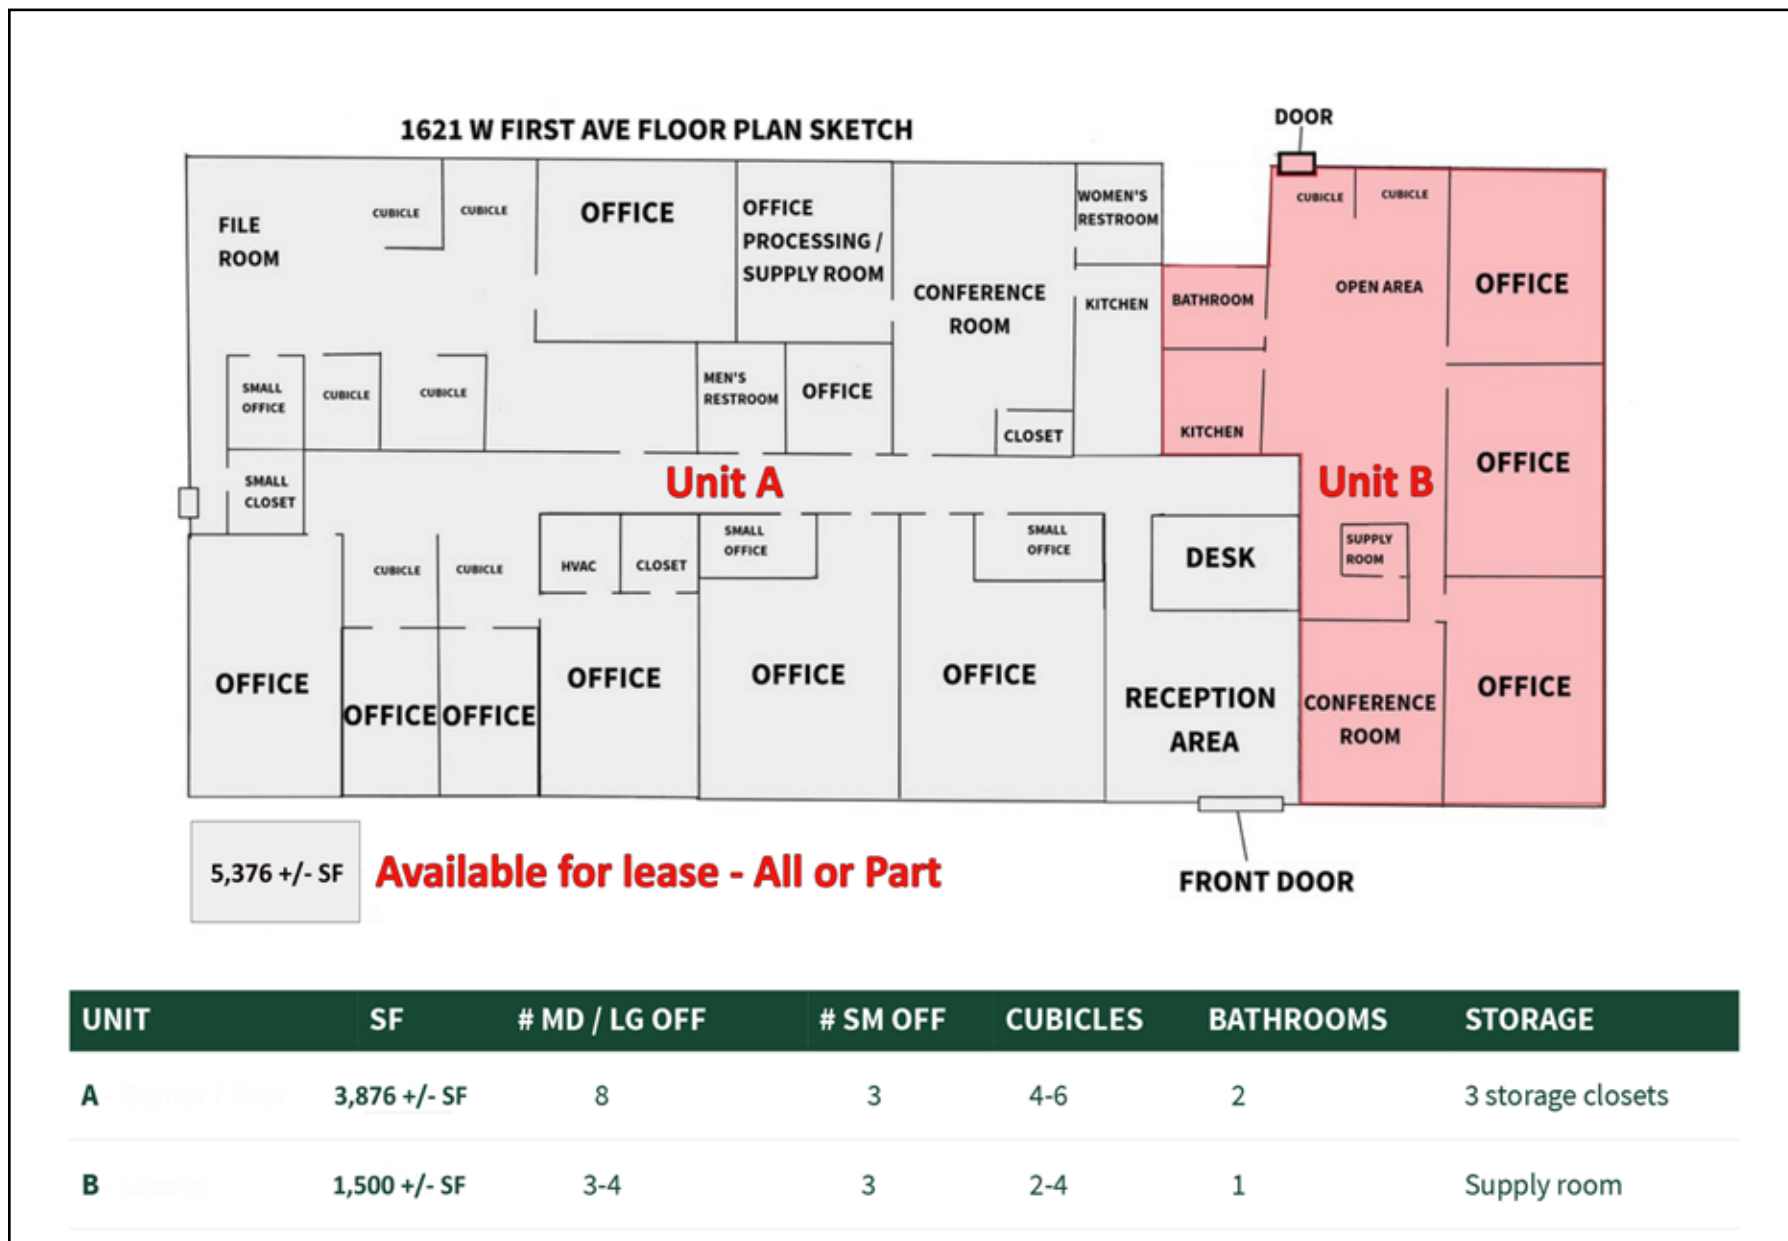 1621 W FIRST AVE FLOOR PLAN SKETCH
DOOR
FILE
ROOM
CUBICLE
CUBICLE
OFFICE
OFFICE
PROCESSING /
SUPPLY ROOM
CONFERENCE
ROOM
WOMEN'S
RESTROOM
KITCHEN
BATHROOM
KITCHEN
CUBICLE
CUBICLE
OPEN AREA
OFFICE
SMALL
OFFICE
CUBICLE
CUBICLE
MEN'S
RESTROOM
OFFICE
CLOSET
SMALL
CLOSET
Unit A
Unit B
OFFICE
CUBICLE
CUBICLE
HVAC
CLOSET
SMALL
OFFICE
SMALL
OFFICE
DESK
SUPPLY
ROOM
OFFICE
OFFICE
OFFICE
OFFICE
OFFICE
OFFICE
RECEPTION
AREA
CONFERENCE
ROOM
OFFICE
5,376 +/- SF
Available for lease - All or Part
FRONT DOOR
UNIT SF # MD / LG OFF # SM OFF CUBICLES BATHROOMS STORAGE
A 3,876 +/- SF 8 3 4-6 2 3 storage closets
B 1,500 +/- SF 3-4 3 2-4 1 Supply room